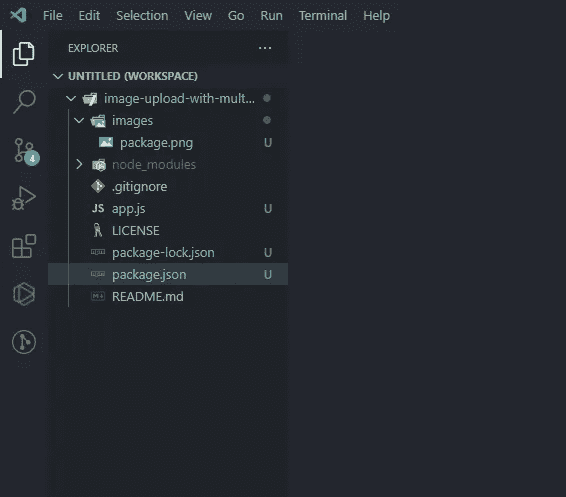 File Edit Selection View Go Run Terminal Help
EXPLORER ...
UNTITLED (WORKSPACE)
image-upload-with-mult...
images
package.png U
node_modules
.gitignore
JS app.js U
LICENSE
package-lock.json U
package.json U
README.md
4